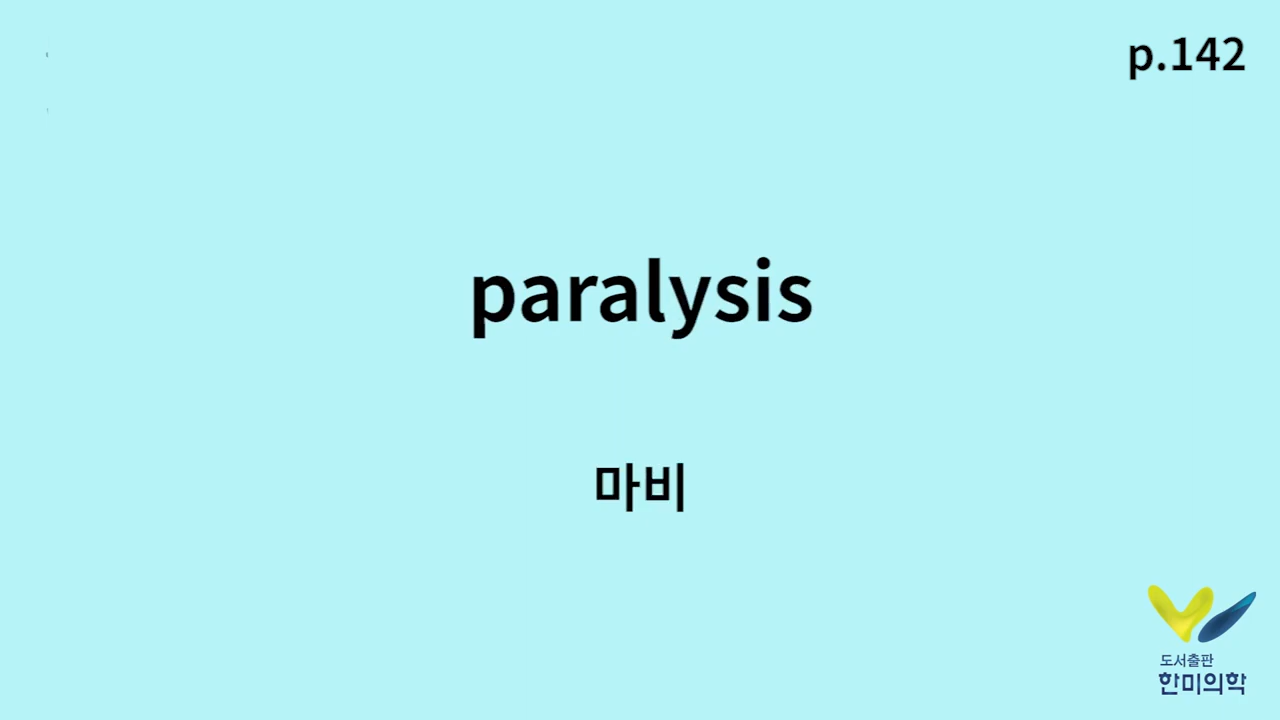 p.142
paralysis
마비
도서출판
한미의학